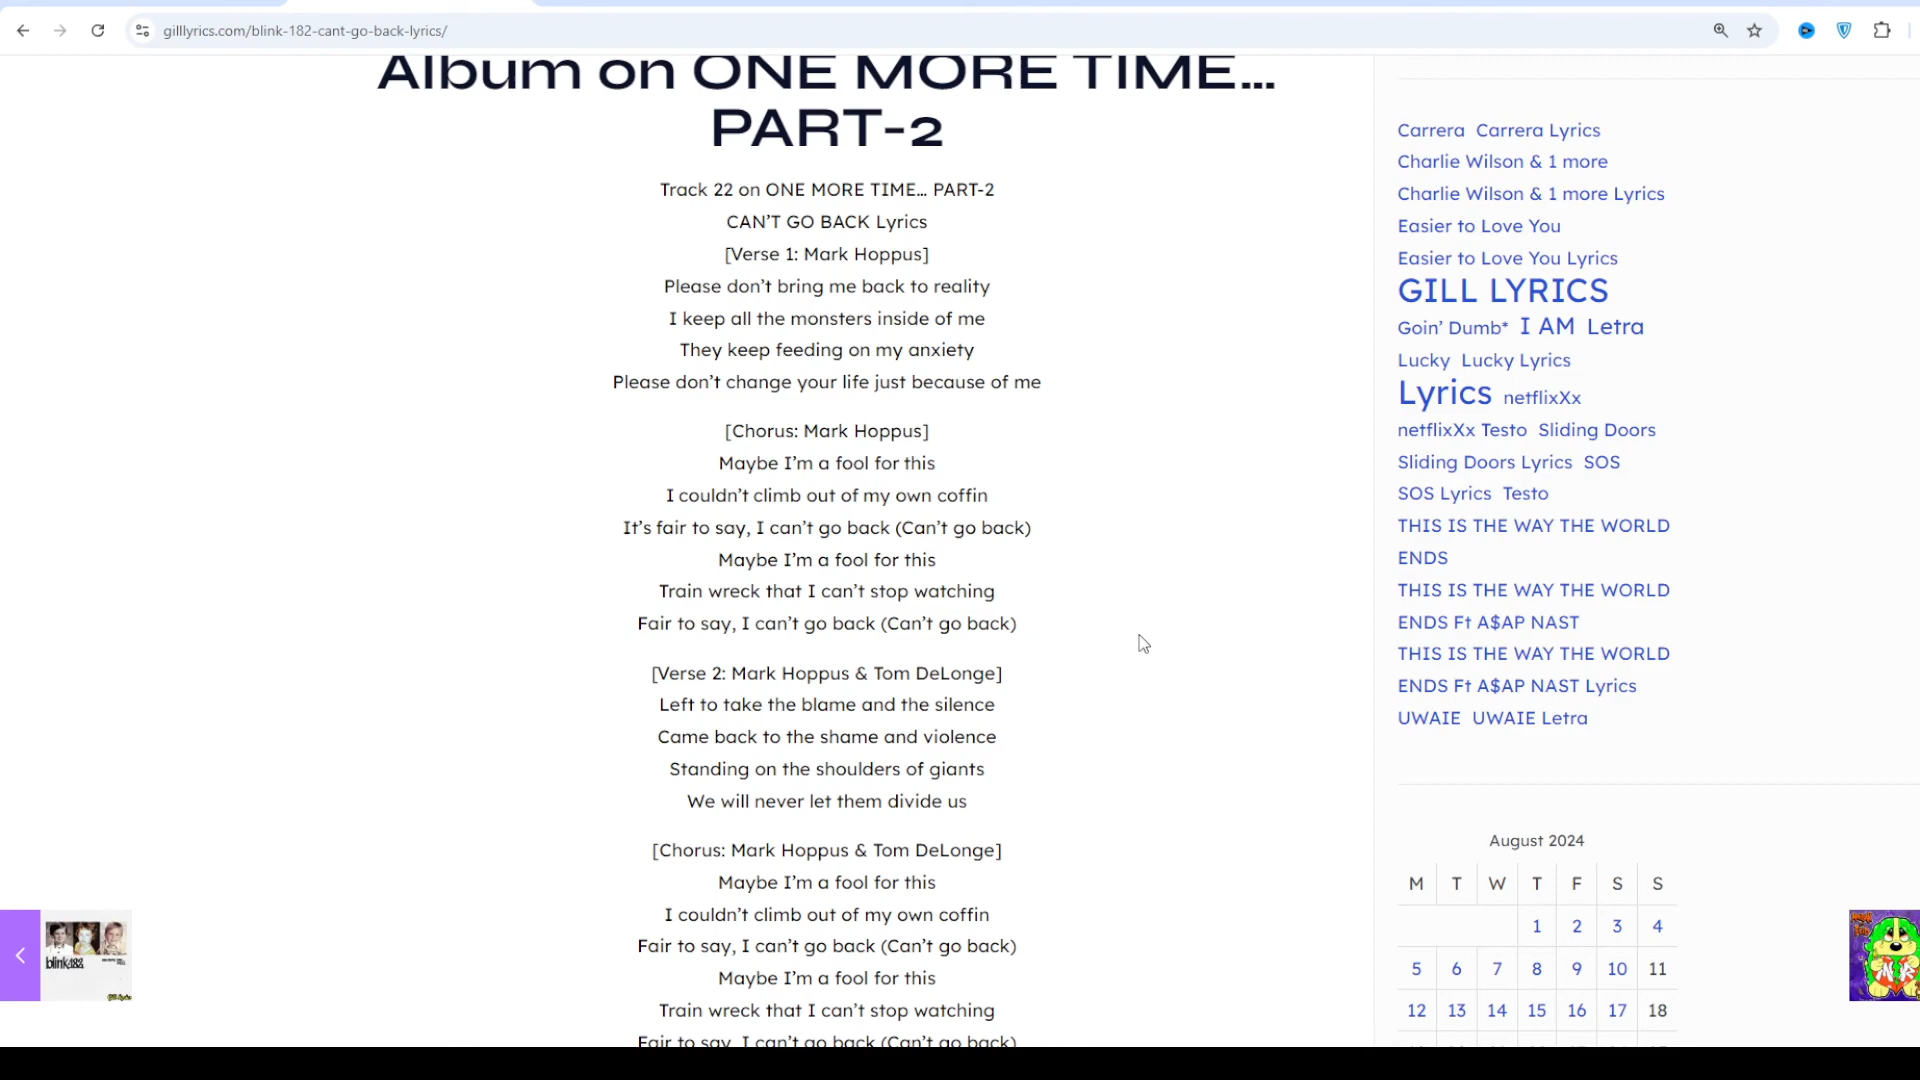 gilllyrics.com/blink-182-cant-go-back-lyrics/
Album on ONE MORE TIME…
PART-2
Track 22 on ONE MORE TIME… PART-2
CAN’T GO BACK Lyrics
[Verse 1: Mark Hoppus]
Please don’t bring me back to reality
I keep all the monsters inside of me
They keep feeding on my anxiety
Please don’t change your life just because of me
[Chorus: Mark Hoppus]
Maybe I’m a fool for this
I couldn’t climb out of my own coffin
It’s fair to say, I can’t go back (Can’t go back)
Maybe I’m a fool for this
Train wreck that I can’t stop watching
Fair to say, I can’t go back (Can’t go back)
[Verse 2: Mark Hoppus & Tom DeLonge]
Left to take the blame and the silence
Came back to the shame and violence
Standing on the shoulders of giants
We will never let them divide us
[Chorus: Mark Hoppus & Tom DeLonge]
Maybe I’m a fool for this
I couldn’t climb out of my own coffin
Fair to say, I can’t go back (Can’t go back)
Maybe I’m a fool for this
Train wreck that I can’t stop watching
Fair to say, I can’t go back (Can’t go back)
Carrera Carrera Lyrics
Charlie Wilson & 1 more
Charlie Wilson & 1 more Lyrics
Easier to Love You
Easier to Love You Lyrics
GILL LYRICS
Goin’ Dumb* I AM Letra
Lucky Lucky Lyrics
Lyrics netflixXx
netflixXx Testo Sliding Doors
Sliding Doors Lyrics SOS
SOS Lyrics Testo
THIS IS THE WAY THE WORLD
ENDS
THIS IS THE WAY THE WORLD
ENDS Ft A$AP NAST
THIS IS THE WAY THE WORLD
ENDS Ft A$AP NAST Lyrics
UWAIE UWAIE Letra
August 2024
M T W T F S S
1 2 3 4
5 6 7 8 9 10 11
12 13 14 15 16 17 18
blink-182
Gill Lyrics